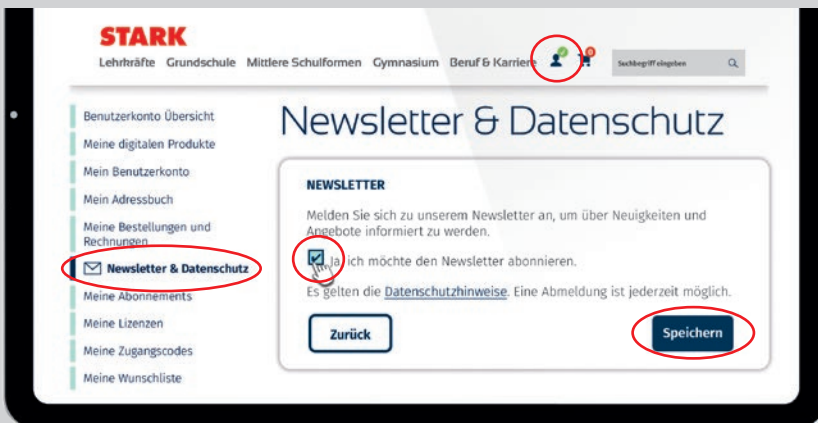 STARK
Lehrkräfte Grundschule Mittlere Schulformen Gymnasium Beruf & Karriere
Suchbegriff eingeben
Benutzerkonto Übersicht
Meine digitalen Produkte
Mein Benutzerkonto
Mein Adressbuch
Meine Bestellungen und
Rechnungen
Newsletter & Datenschutz
Meine Abonnements
Meine Lizenzen
Meine Zugangscodes
Meine Wunschliste
Newsletter & Datenschutz
NEWSLETTER
Melden Sie sich zu unserem Newsletter an, um über Neuigkeiten und
Angebote informiert zu werden.
Ja, ich möchte den Newsletter abonnieren.
Es gelten die Datenschutzhinweise. Eine Abmeldung ist jederzeit möglich.
Zurück
Speichern